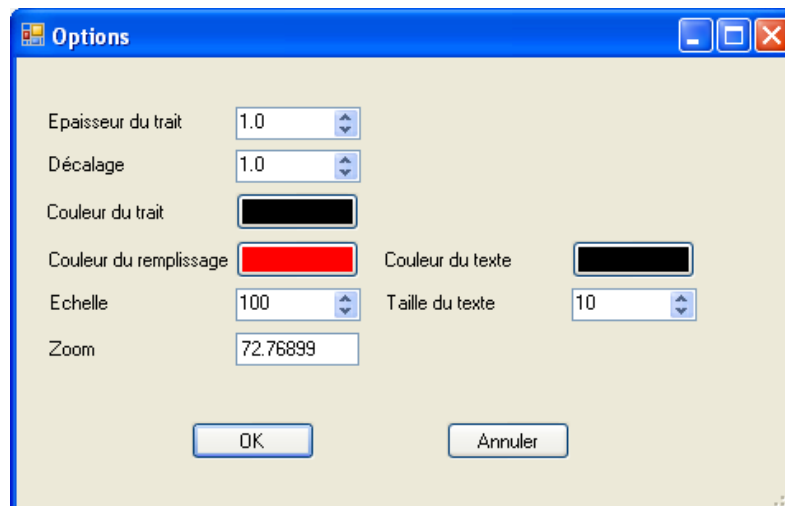 Options
Epaisseur du trait 1.0
Décalage 1.0
Couleur du trait
Couleur du remplissage Couleur du texte
Echelle 100 Taille du texte 10
Zoom 72.76899
OK Annuler